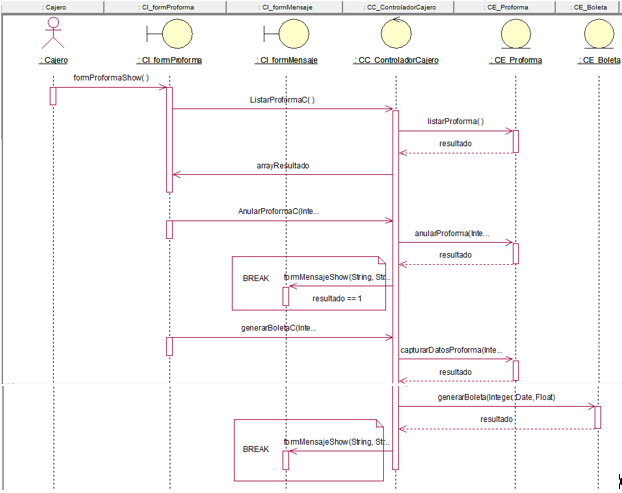 : Cajero
: CI_formProforma
: CI_formMensaje
: CC_ControladorCajero
: CE_Proforma
: CE_Boleta
: Cajero
: CI_formProforma
: CI_formMensaje
: CC_ControladorCajero
: CE_Proforma
: CE_Boleta
formProformaShow( )
ListarProformaC( )
listarProforma( )
resultado
arrayResultado
AnularProformaC(Inte...
anularProforma(Inte...
resultado
BREAK
formMensajeShow(String, Str...
resultado == 1
generarBoletaC(Inte...
capturarDatosProforma(Inte...
resultado
generarBoleta(Integer, Date, Float)
resultado
BREAK
formMensajeShow(String, Str...